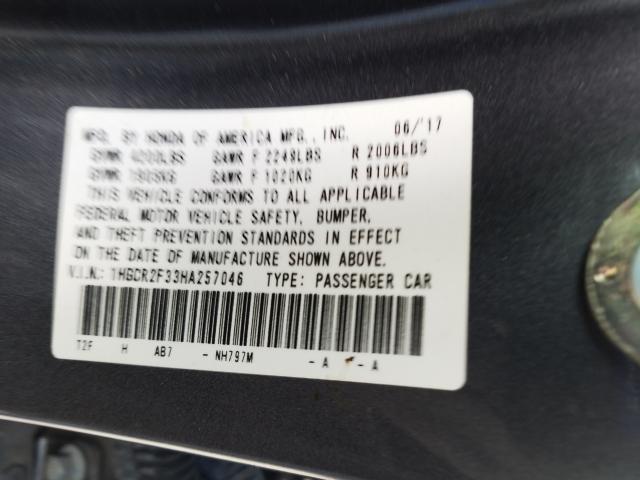 MFD. BY HONDA OF AMERICA MFG., INC. 06/'17
GVWR 4200LBS GAWR F 2249LBS R 2006LBS
GVWR 1905KG GAWR F 1020KG R 910KG
THIS VEHICLE CONFORMS TO ALL APPLICABLE
FEDERAL MOTOR VEHICLE SAFETY, BUMPER,
AND THEFT PREVENTION STANDARDS IN EFFECT
ON THE DATE OF MANUFACTURE SHOWN ABOVE.
V.I.N.: 1HGCR2F33HA257046 TYPE: PASSENGER CAR
T2F H AB7 - NH797M - A - A